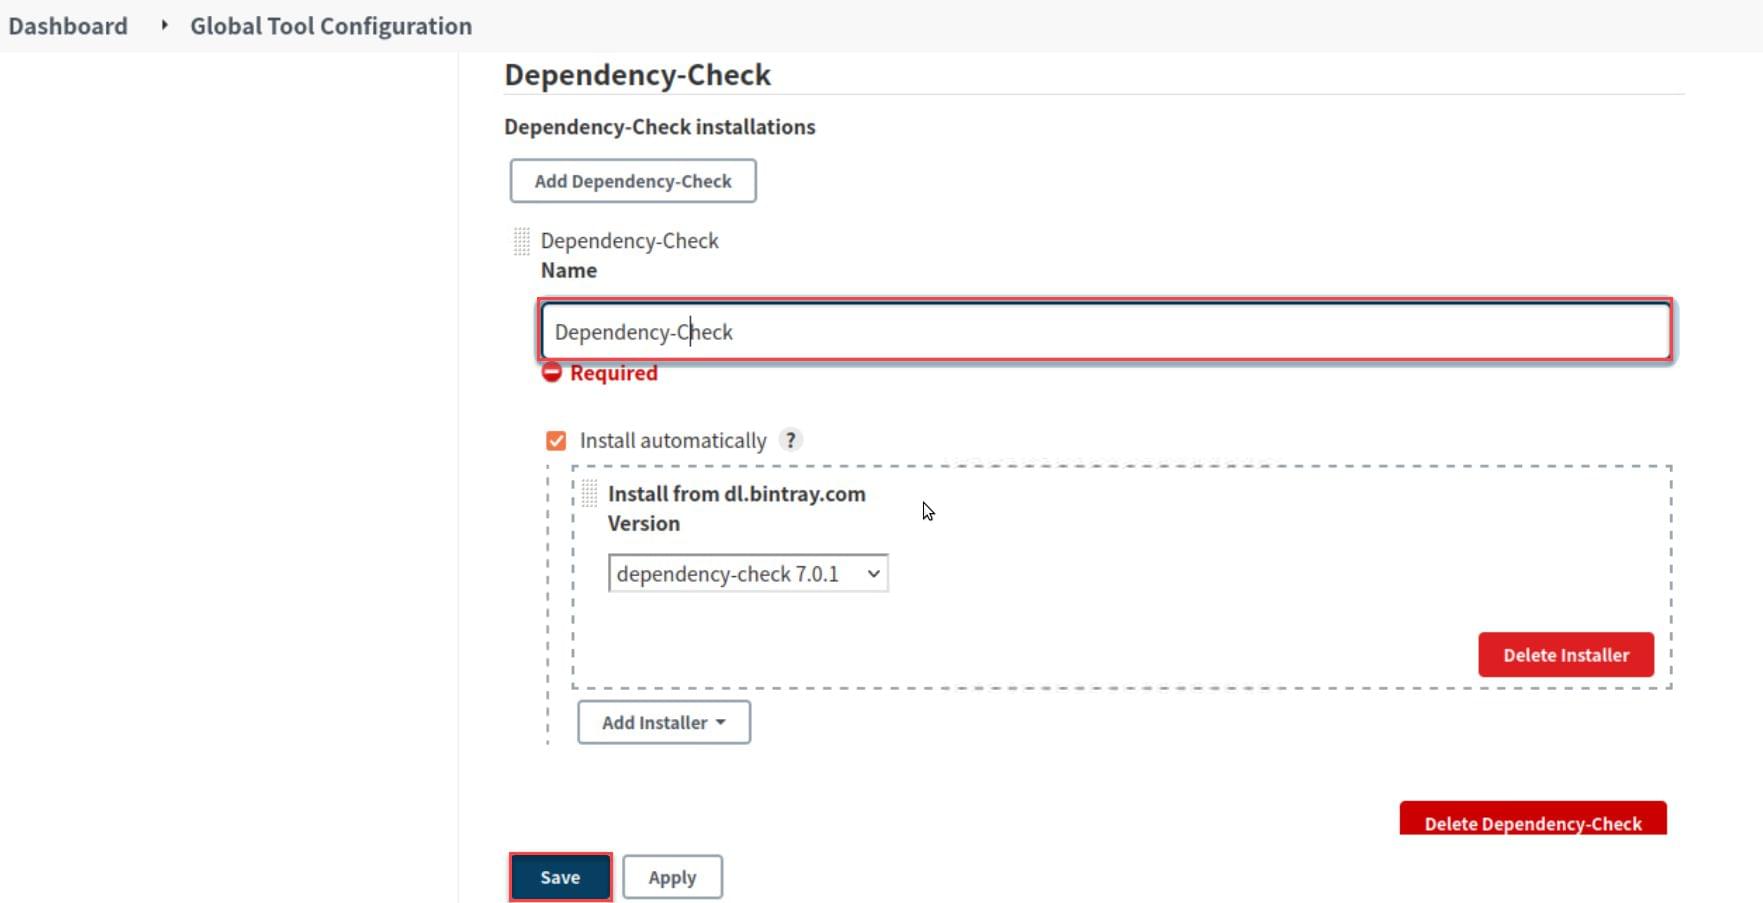 Dashboard Global Tool Configuration
Dependency-Check
Dependency-Check installations
Add Dependency-Check
Dependency-Check
Name
Dependency-Check
Required
Install automatically ?
Install from dl.bintray.com
Version
dependency-check 7.0.1
Delete Installer
Add Installer
Delete Dependency-Check
Save Apply